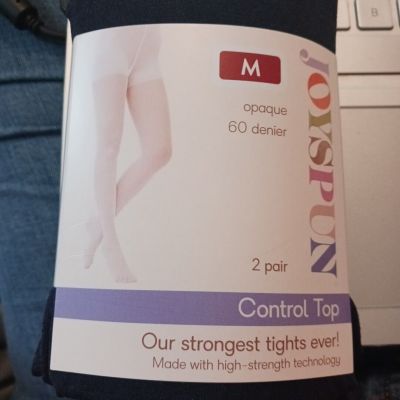 M
opaque
60 denier
JOYSPUN
2 pair
Control Top
Our strongest tights ever!
Made with high-strength technology
B